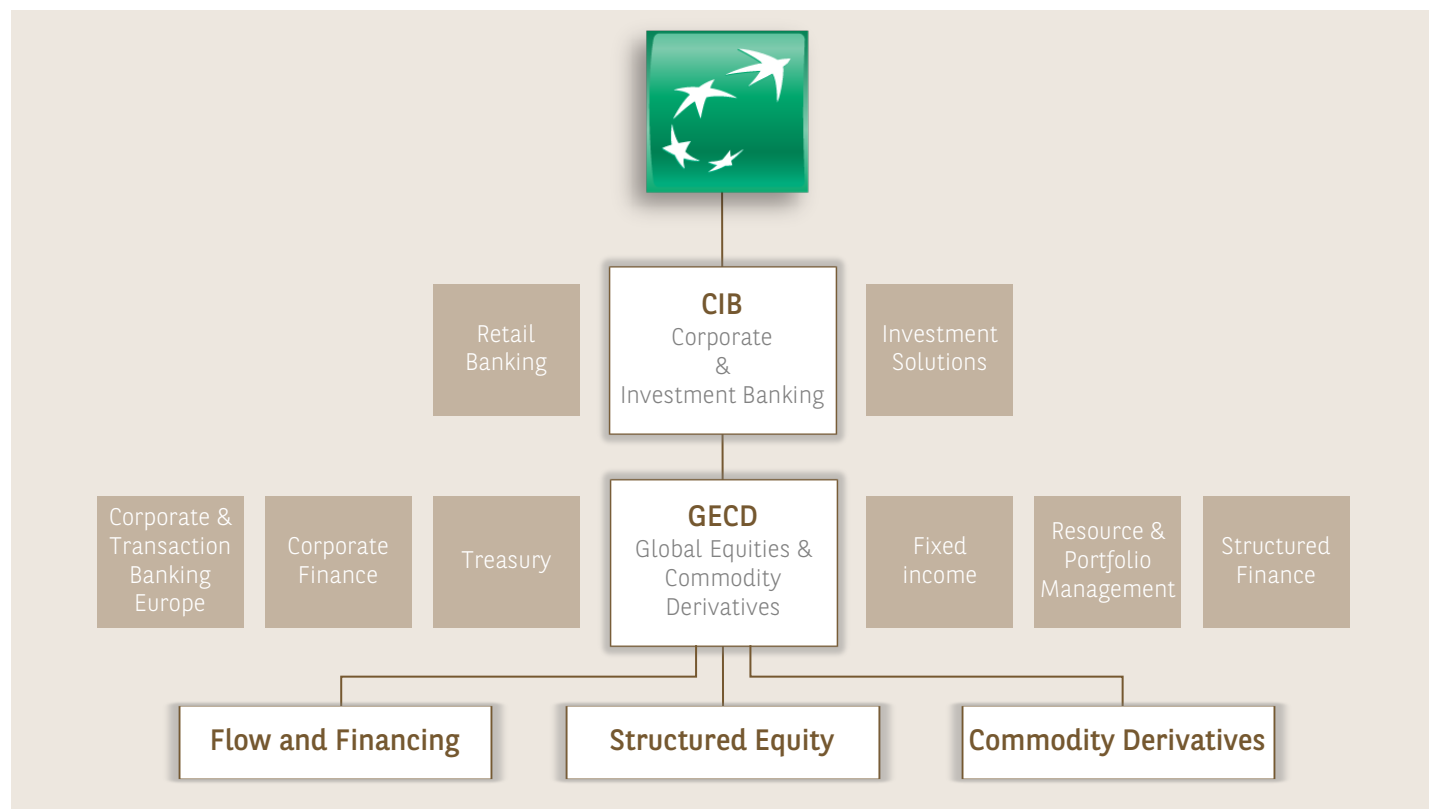 CIB
Corporate
&
Investment Banking
Retail
Banking
Investment
Solutions
Corporate &
Transaction
Banking
Europe
Corporate
Finance
Treasury
GECD
Global Equities &
Commodity
Derivatives
Fixed
income
Resource &
Portfolio
Management
Structured
Finance
Flow and Financing
Structured Equity
Commodity Derivatives